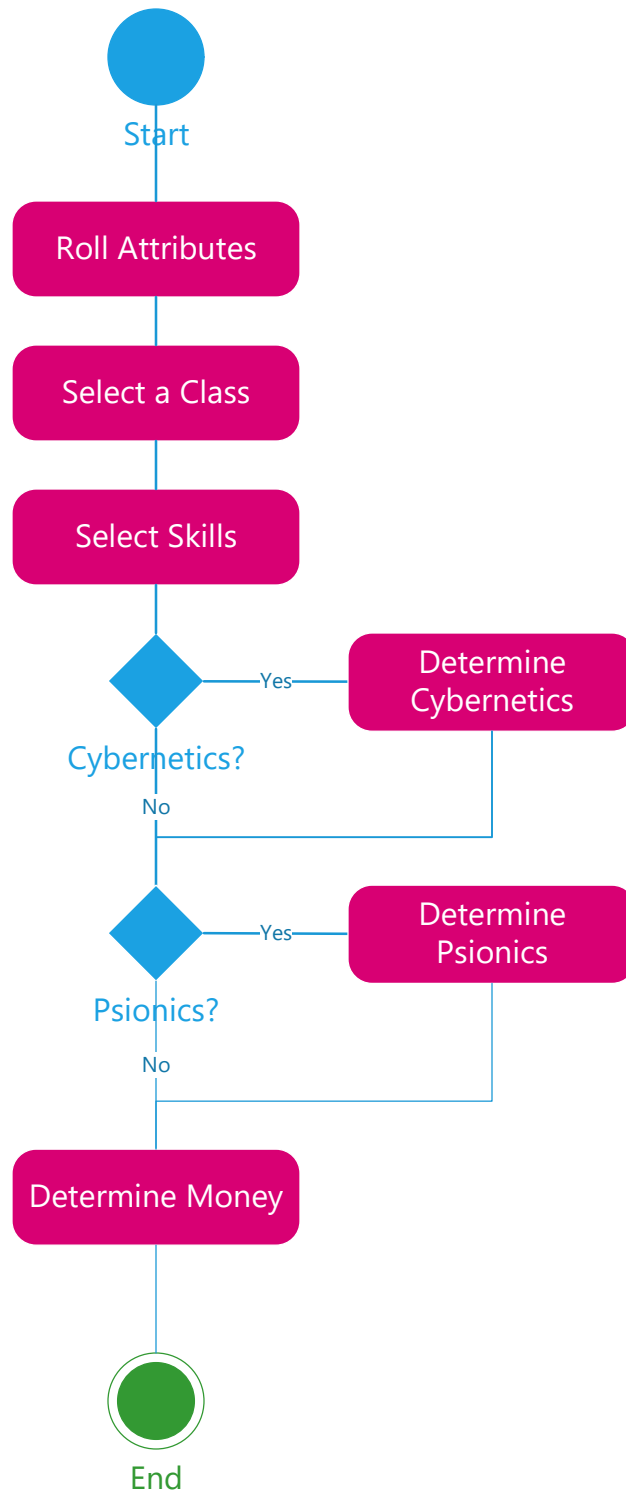 Start
Roll Attributes
Select a Class
Select Skills
Yes
Determine
Cybernetics
Cybernetics?
No
Yes
Determine
Psionics
Psionics?
No
Determine Money
End